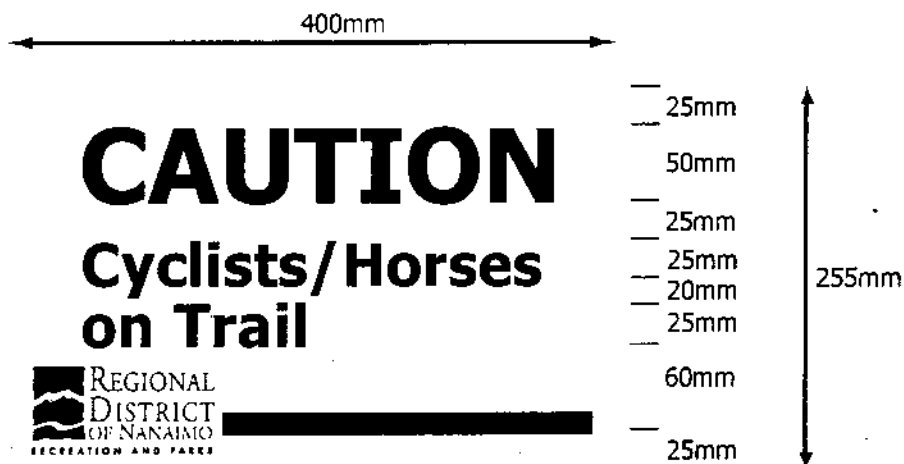 400mm
CAUTION
Cyclists/Horses
on Trail
REGIONAL
DISTRICT
OF NANAIMO
RECREATION AND PARKS
25mm
50mm
25mm
25mm
20mm
25mm
60mm
25mm
255mm